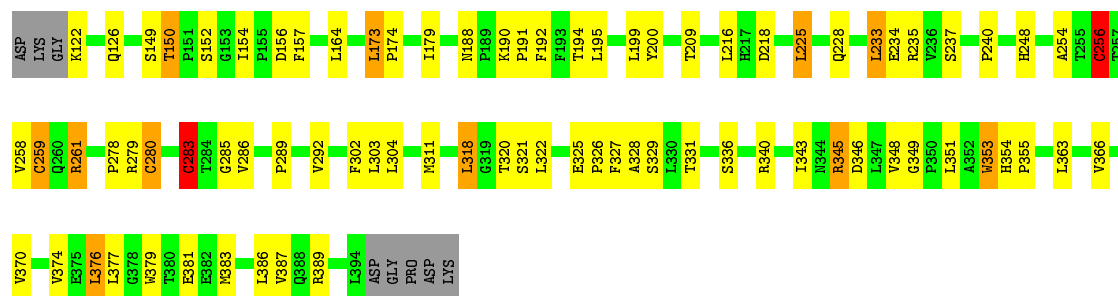 ASP LYS GLY K122 Q126 S149 T150 P151 S152 G153 I154 P155 D156 F157 L164 L173 P174 I179 N188 P189 K190 P191 F192 F193 T194 L195 L199 Y200 T209 L216 H217 D218 L225 Q228 L233 E234 R235 V236 S237 P240 H248 A254 T255 C256 T257
V258 C259 Q260 R261 P278 R279 C280 C283 T284 G285 V286 P289 V292 F302 L303 L304 M311 L318 G319 T320 S321 L322 E325 P326 F327 A328 S329 L330 T331 S336 R340 I343 N344 R345 D346 L347 V348 G349 P350 L351 A352 W353 H354 P355 L363 V366
V370 V374 E375 L376 L377 G378 W379 T380 E381 E382 M383 L386 V387 Q388 R389 L394 ASP GLY PRO ASP LYS